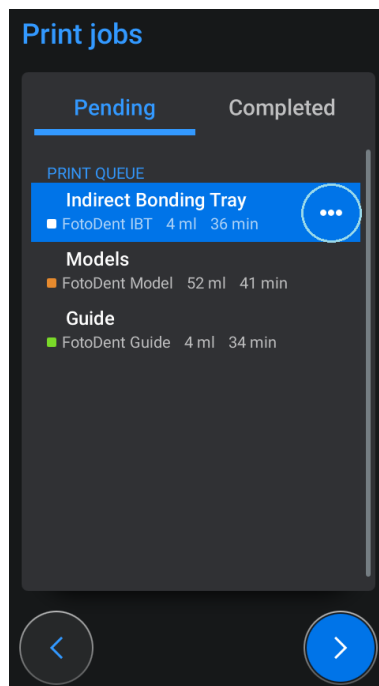 Print jobs
Pending Completed
PRINT QUEUE
Indirect Bonding Tray
FotoDent IBT 4 ml 36 min
Models
FotoDent Model 52 ml 41 min
Guide
FotoDent Guide 4 ml 34 min